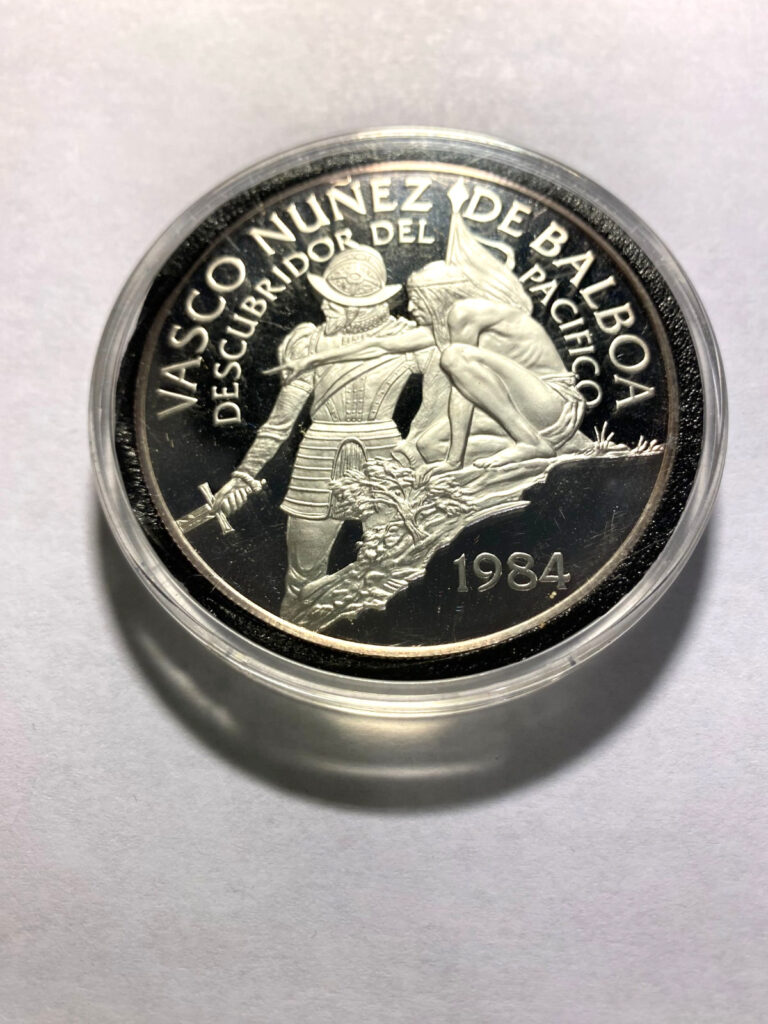 VASCO NUÑEZ DE BALBOA
DESCUBRIDOR DEL PACIFICO
1984